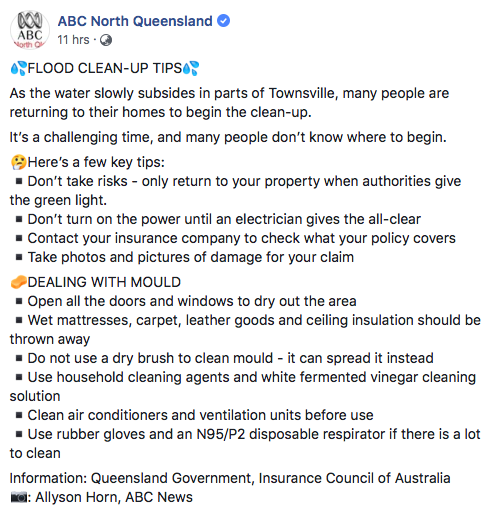 ABC North Queensland
ABC
North Ql
11 hrs ·
💦FLOOD CLEAN-UP TIPS💦
As the water slowly subsides in parts of Townsville, many people are
returning to their homes to begin the clean-up.
It's a challenging time, and many people don't know where to begin.
🤔Here's a few key tips:
▪️Don't take risks - only return to your property when authorities give
the green light.
▪️Don't turn on the power until an electrician gives the all-clear
▪️Contact your insurance company to check what your policy covers
▪️Take photos and pictures of damage for your claim
🧽DEALING WITH MOULD
▪️Open all the doors and windows to dry out the area
▪️Wet mattresses, carpet, leather goods and ceiling insulation should be
thrown away
▪️Do not use a dry brush to clean mould - it can spread it instead
▪️Use household cleaning agents and white fermented vinegar cleaning
solution
▪️Clean air conditioners and ventilation units before use
▪️Use rubber gloves and an N95/P2 disposable respirator if there is a lot
to clean
Information: Queensland Government, Insurance Council of Australia
📷: Allyson Horn, ABC News